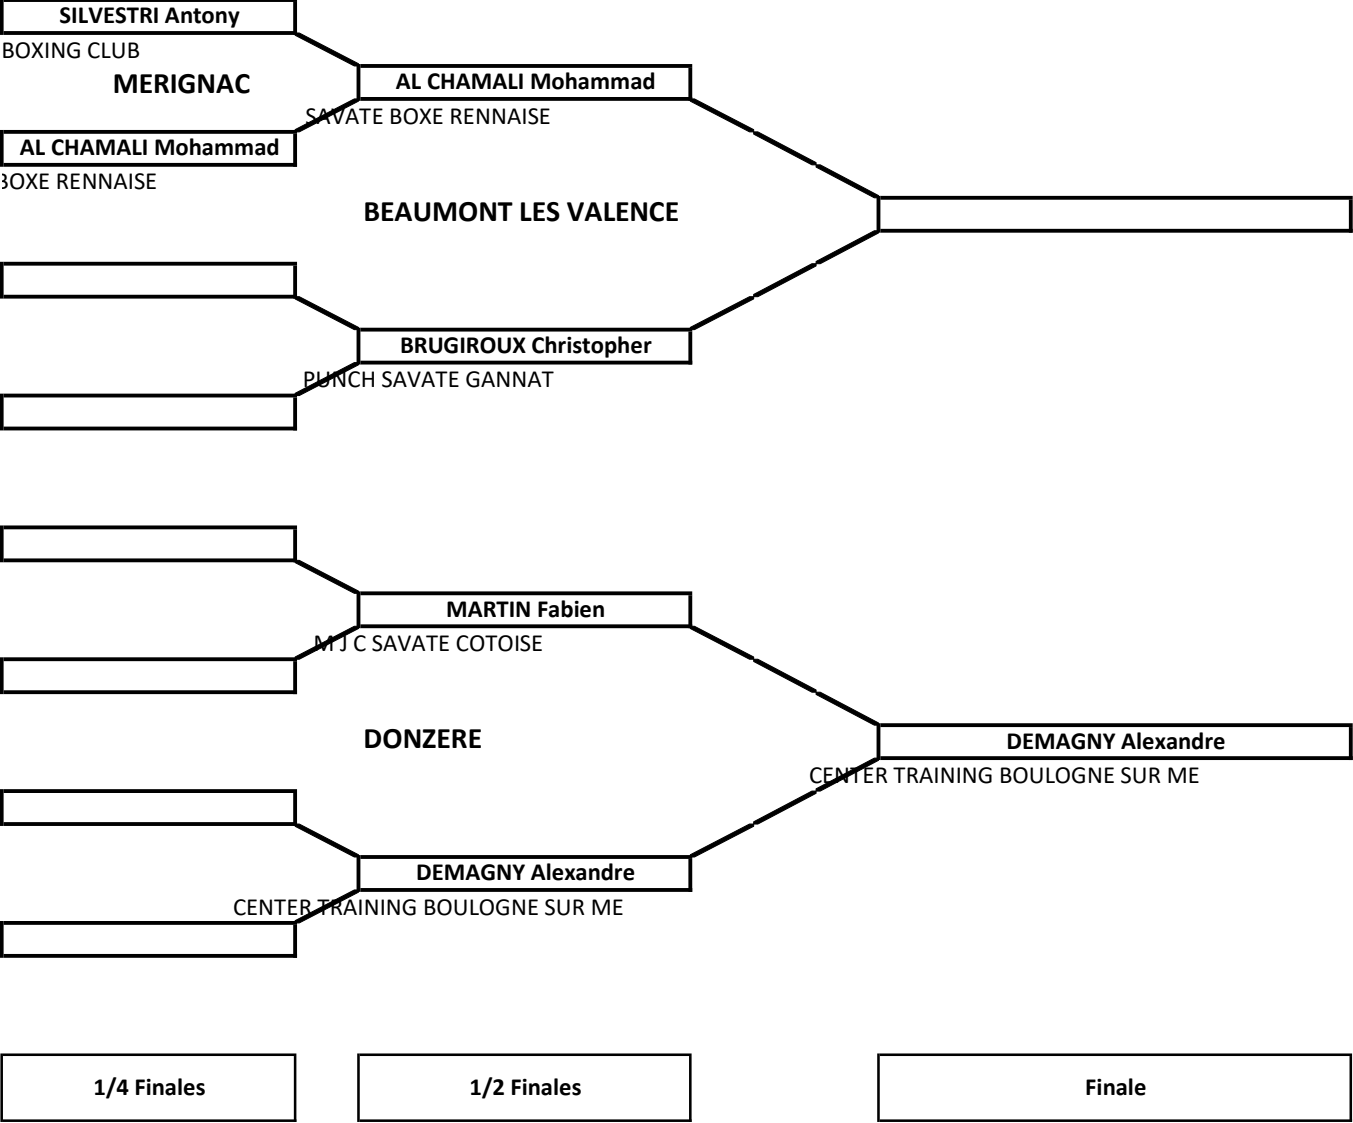 SILVESTRI Antony
BOXING CLUB
MERIGNAC
AL CHAMALI Mohammad
SAVATE BOXE RENNAISE
AL CHAMALI Mohammad
BOXE RENNAISE
BEAUMONT LES VALENCE
BRUGIROUX Christopher
PUNCH SAVATE GANNAT
MARTIN Fabien
M J C SAVATE COTOISE
DONZERE
DEMAGNY Alexandre
CENTER TRAINING BOULOGNE SUR ME
DEMAGNY Alexandre
CENTER TRAINING BOULOGNE SUR ME
1/4 Finales
1/2 Finales
Finale